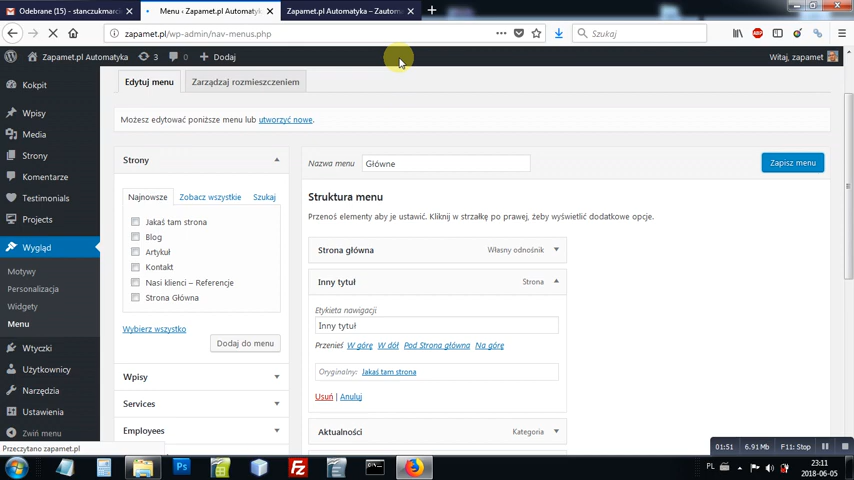 Odebrane (15) - stanczukmarci
Menu ‹ Zapamet.pl Automatyka
Zapamet.pl Automatyka – Zautom
zapamet.pl/wp-admin/nav-menus.php
Szukaj
Zapamet.pl Automatyka
3
0
Dodaj
Witaj, zapamet
Kokpit
Wpisy
Media
Strony
Komentarze
Testimonials
Projects
Wygląd
Motywy
Personalizacja
Widgety
Menu
Wtyczki
Użytkownicy
Narzędzia
Ustawienia
Zwiń menu
Edytuj menu
Zarządzaj rozmieszczeniem
Możesz edytować poniższe menu lub utworzyć nowe.
Strony
Najnowsze
Zobacz wszystkie
Szukaj
Jakaś tam strona
Blog
Artykuł
Kontakt
Nasi klienci – Referencje
Strona Główna
Wybierz wszystko
Dodaj do menu
Wpisy
Services
Employees
Nazwa menu
Główne
Zapisz menu
Struktura menu
Przenoś elementy aby je ustawić. Kliknij w strzałkę po prawej, żeby wyświetlić dodatkowe opcje.
Strona główna
Własny odnośnik
Inny tytuł
Strona
Etykieta nawigacji
Inny tytuł
Przenieś W górę W dół Pod Strona główna Na górę
Oryginalny: Jakaś tam strona
Usuń | Anuluj
Aktualności
Kategoria
Przeczytano zapamet.pl
01:51
6.91 Mb
F11: Stop
PL
23:11
2018-06-05